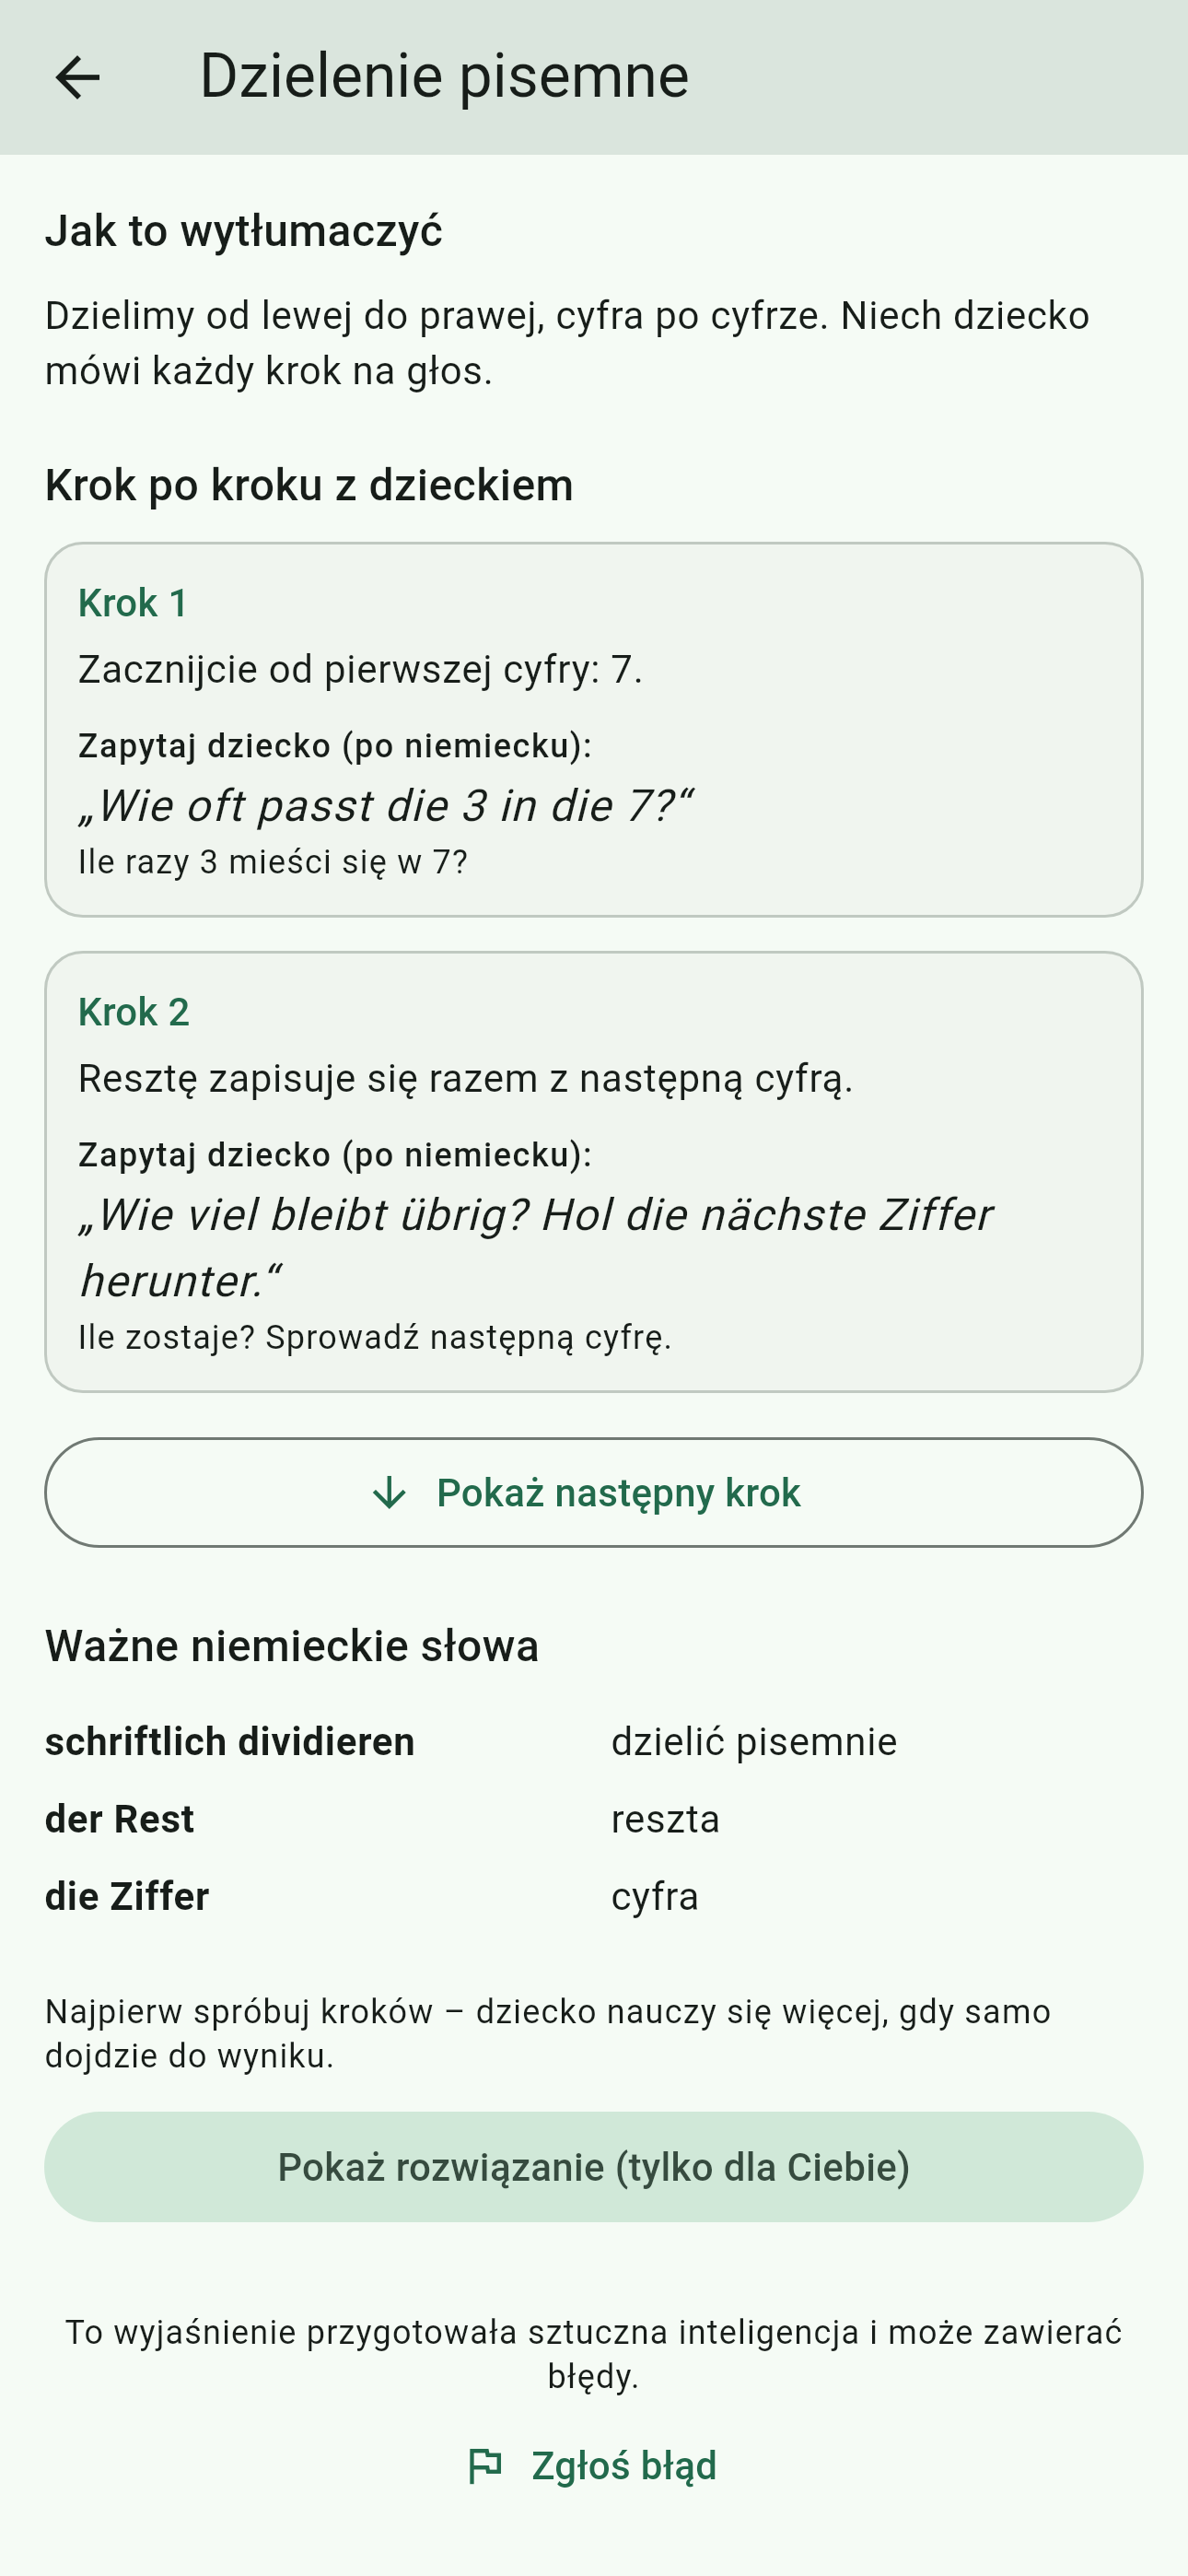 Dzielenie pisemne
Jak to wytłumaczyć
Dzielimy od lewej do prawej, cyfra po cyfrze. Niech dziecko
mówi każdy krok na głos.
Krok po kroku z dzieckiem
Krok 1
Zacznijcie od pierwszej cyfry: 7.
Zapytaj dziecko (po niemiecku):
„Wie oft passt die 3 in die 7?“
Ile razy 3 mieści się w 7?
Krok 2
Resztę zapisuje się razem z następną cyfrą.
Zapytaj dziecko (po niemiecku):
„Wie viel bleibt übrig? Hol die nächste Ziffer
herunter.“
Ile zostaje? Sprowadź następną cyfrę.
Pokaż następny krok
Ważne niemieckie słowa
schriftlich dividieren dzielić pisemnie
der Rest reszta
die Ziffer cyfra
Najpierw spróbuj kroków – dziecko nauczy się więcej, gdy samo
dojdzie do wyniku.
Pokaż rozwiązanie (tylko dla Ciebie)
To wyjaśnienie przygotowała sztuczna inteligencja i może zawierać
błędy.
Zgłoś błąd